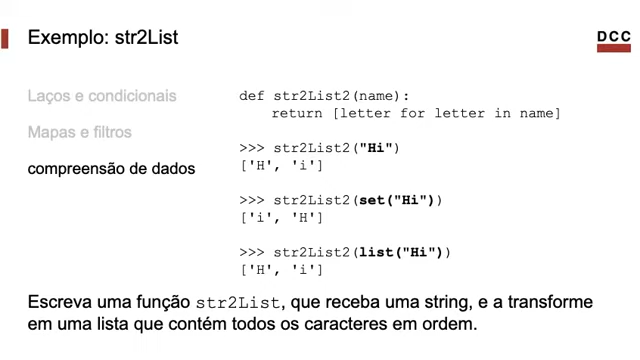 Exemplo: str2List
DCC
Laços e condicionais
Mapas e filtros
compreensão de dados
def str2List2(name):
return [letter for letter in name]
>>> str2List2("Hi")
['H', 'i']
>>> str2List2(set("Hi"))
['i', 'H']
>>> str2List2(list("Hi"))
['H', 'i']
Escreva uma função str2List, que receba uma string, e a transforme
em uma lista que contém todos os caracteres em ordem.